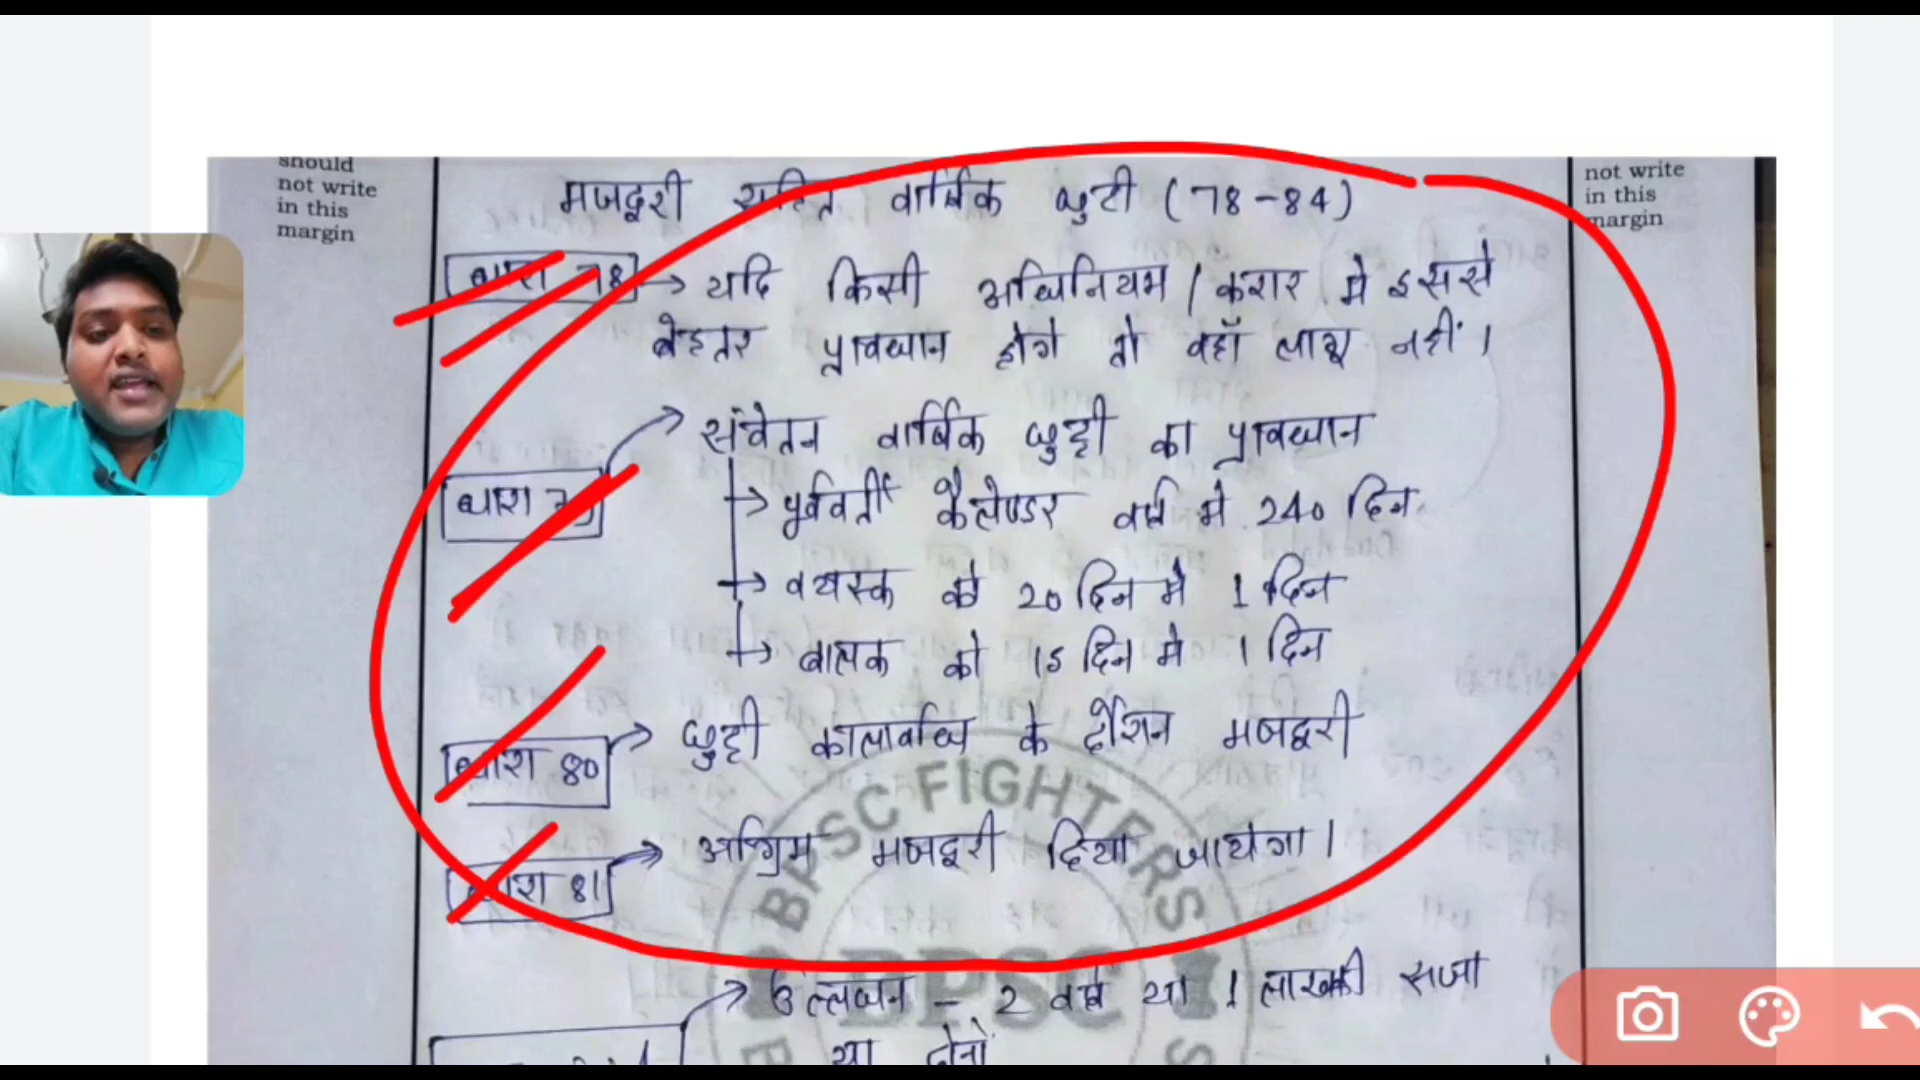 should
not write
in this
margin
not write
in this
margin
मजदूरी सहित वार्षिक छुटी (78-84)
धारा 78 → यदि किसी अधिनियम / करार मे इससे
बेहतर प्रावधान होगे तो वहाँ लागू नहीं।
धारा 79 → संवेतन वार्षिक छुट्टी का प्रावधान
→ पूर्ववर्ती कैलेण्डर वर्ष मे 240 दिन
→ वयस्क को 20 दिन मे 1 दिन
→ बालक को 15 दिन मे 1 दिन
धारा 80 → छुट्टी कालावधि के दौरान मजदूरी
धारा 81 → अग्रिम मजदूरी दिया जायेगा।
→ उल्लघन - 2 वर्ष या 1 लाख की सजा
या दोनों
BPSC FIGHTERS
BPSC